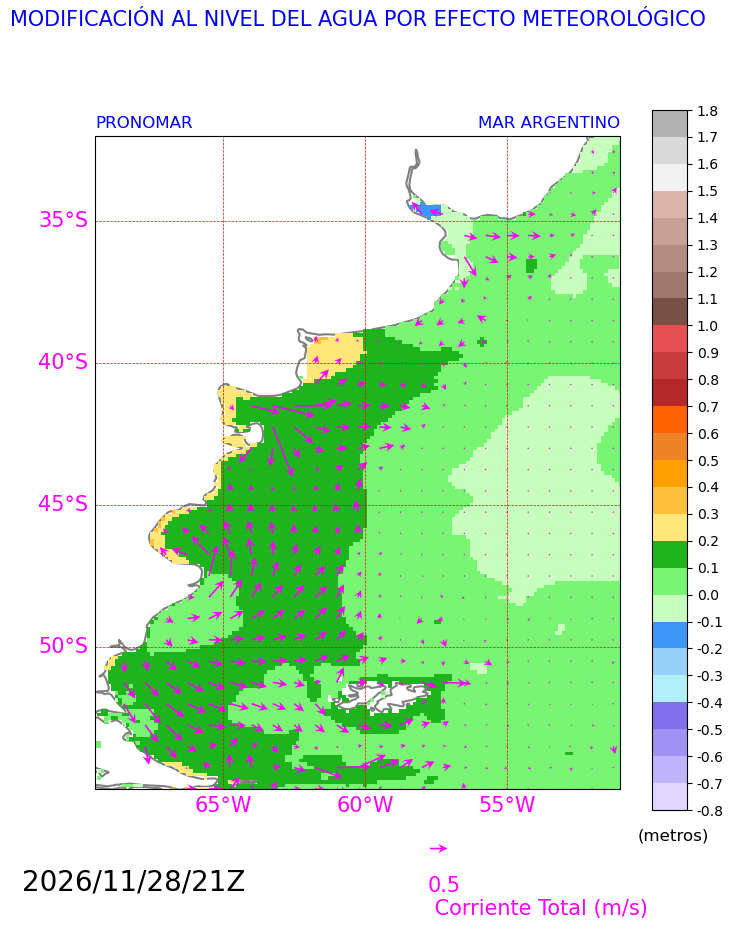 MODIFICACIÓN AL NIVEL DEL AGUA POR EFECTO METEOROLÓGICO
PRONOMAR
MAR ARGENTINO
35°S
40°S
45°S
50°S
65°W
60°W
55°W
1.8
1.7
1.6
1.5
1.4
1.3
1.2
1.1
1.0
0.9
0.8
0.7
0.6
0.5
0.4
0.3
0.2
0.1
0.0
-0.1
-0.2
-0.3
-0.4
-0.5
-0.6
-0.7
-0.8
(metros)
2026/11/28/21Z
0.5
Corriente Total (m/s)